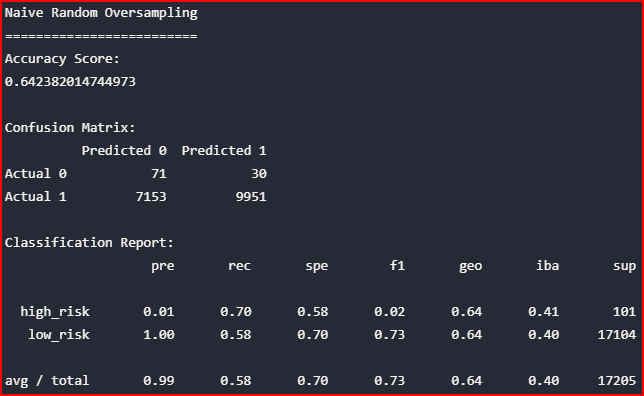 Naive Random Oversampling
=========================
Accuracy Score:
0.642382014744973
Confusion Matrix:
Predicted 0 Predicted 1
Actual 0 71 30
Actual 1 7153 9951
Classification Report:
pre rec spe f1 geo iba sup
high_risk 0.01 0.70 0.58 0.02 0.64 0.41 101
low_risk 1.00 0.58 0.70 0.73 0.64 0.40 17104
avg / total 0.99 0.58 0.70 0.73 0.64 0.40 17205